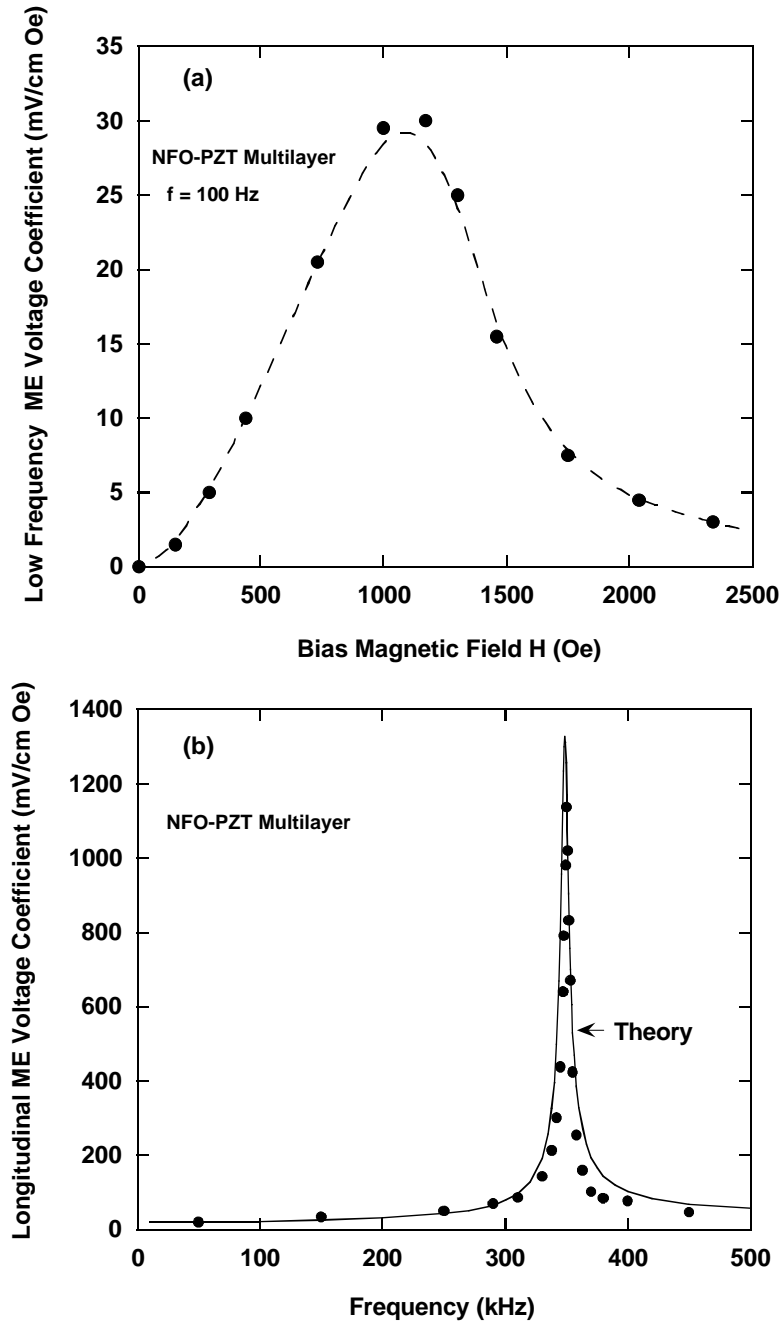 Low Frequency ME Voltage Coefficient (mV/cm Oe)
35
30
25
20
15
10
5
0
(a)
NFO-PZT Multilayer
f = 100 Hz
0 500 1000 1500 2000 2500
Bias Magnetic Field H (Oe)
Longitudinal ME Voltage Coefficient (mV/cm Oe)
1400
1200
1000
800
600
400
200
0
(b)
NFO-PZT Multilayer
Theory
0 100 200 300 400 500
Frequency (kHz)